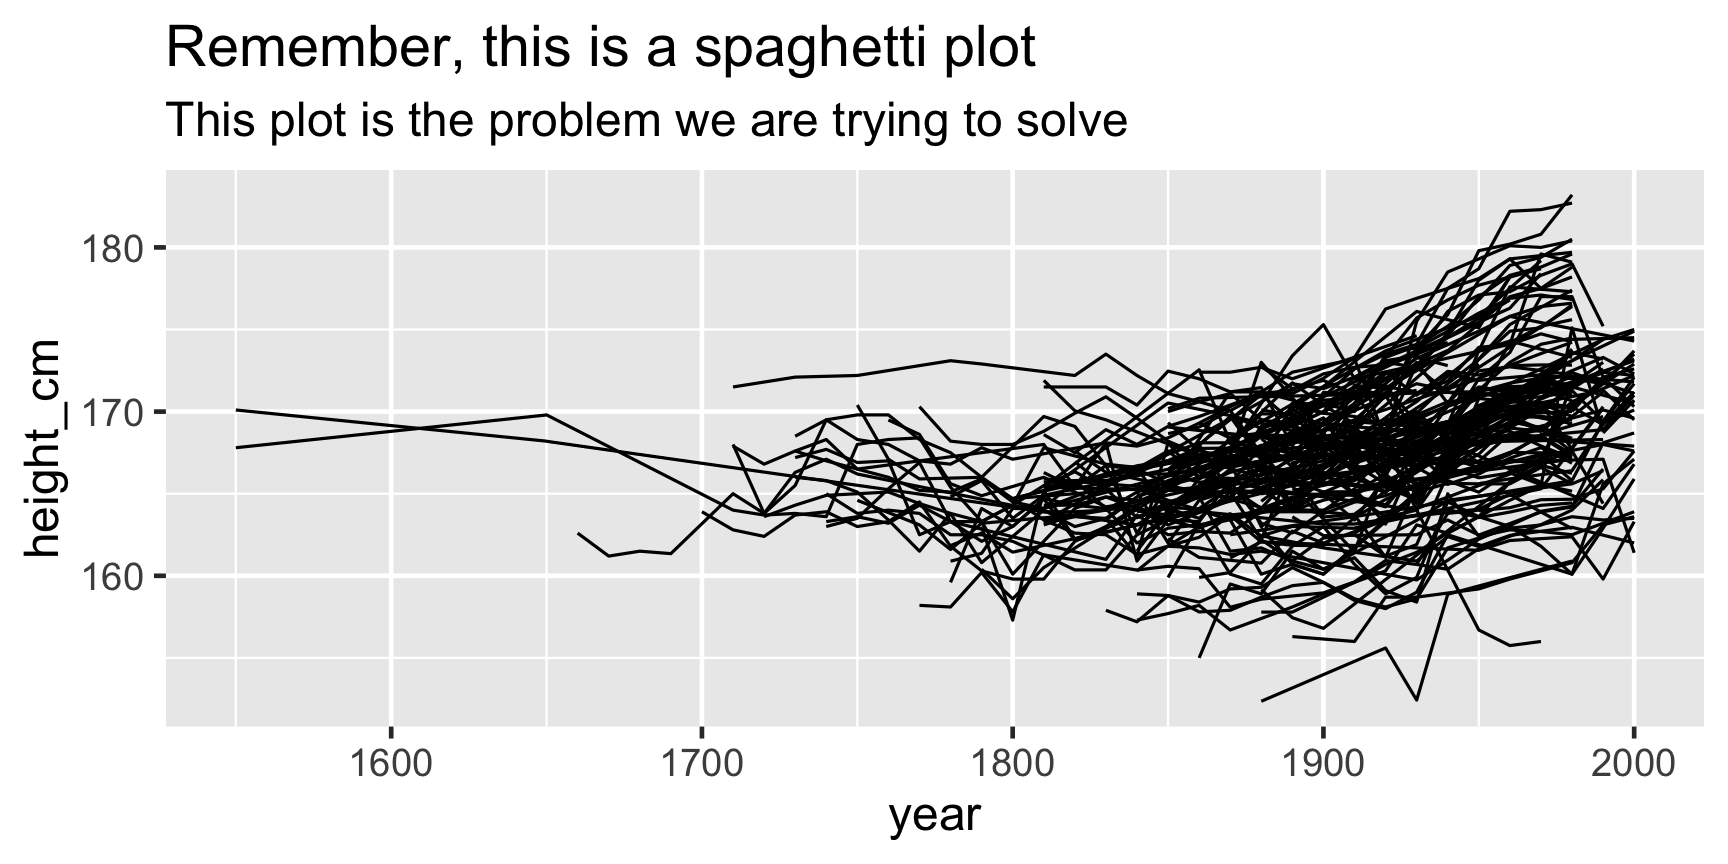 Remember, this is a spaghetti plot
This plot is the problem we are trying to solve
180
170
160
height_cm
1600 1700 1800 1900 2000
year